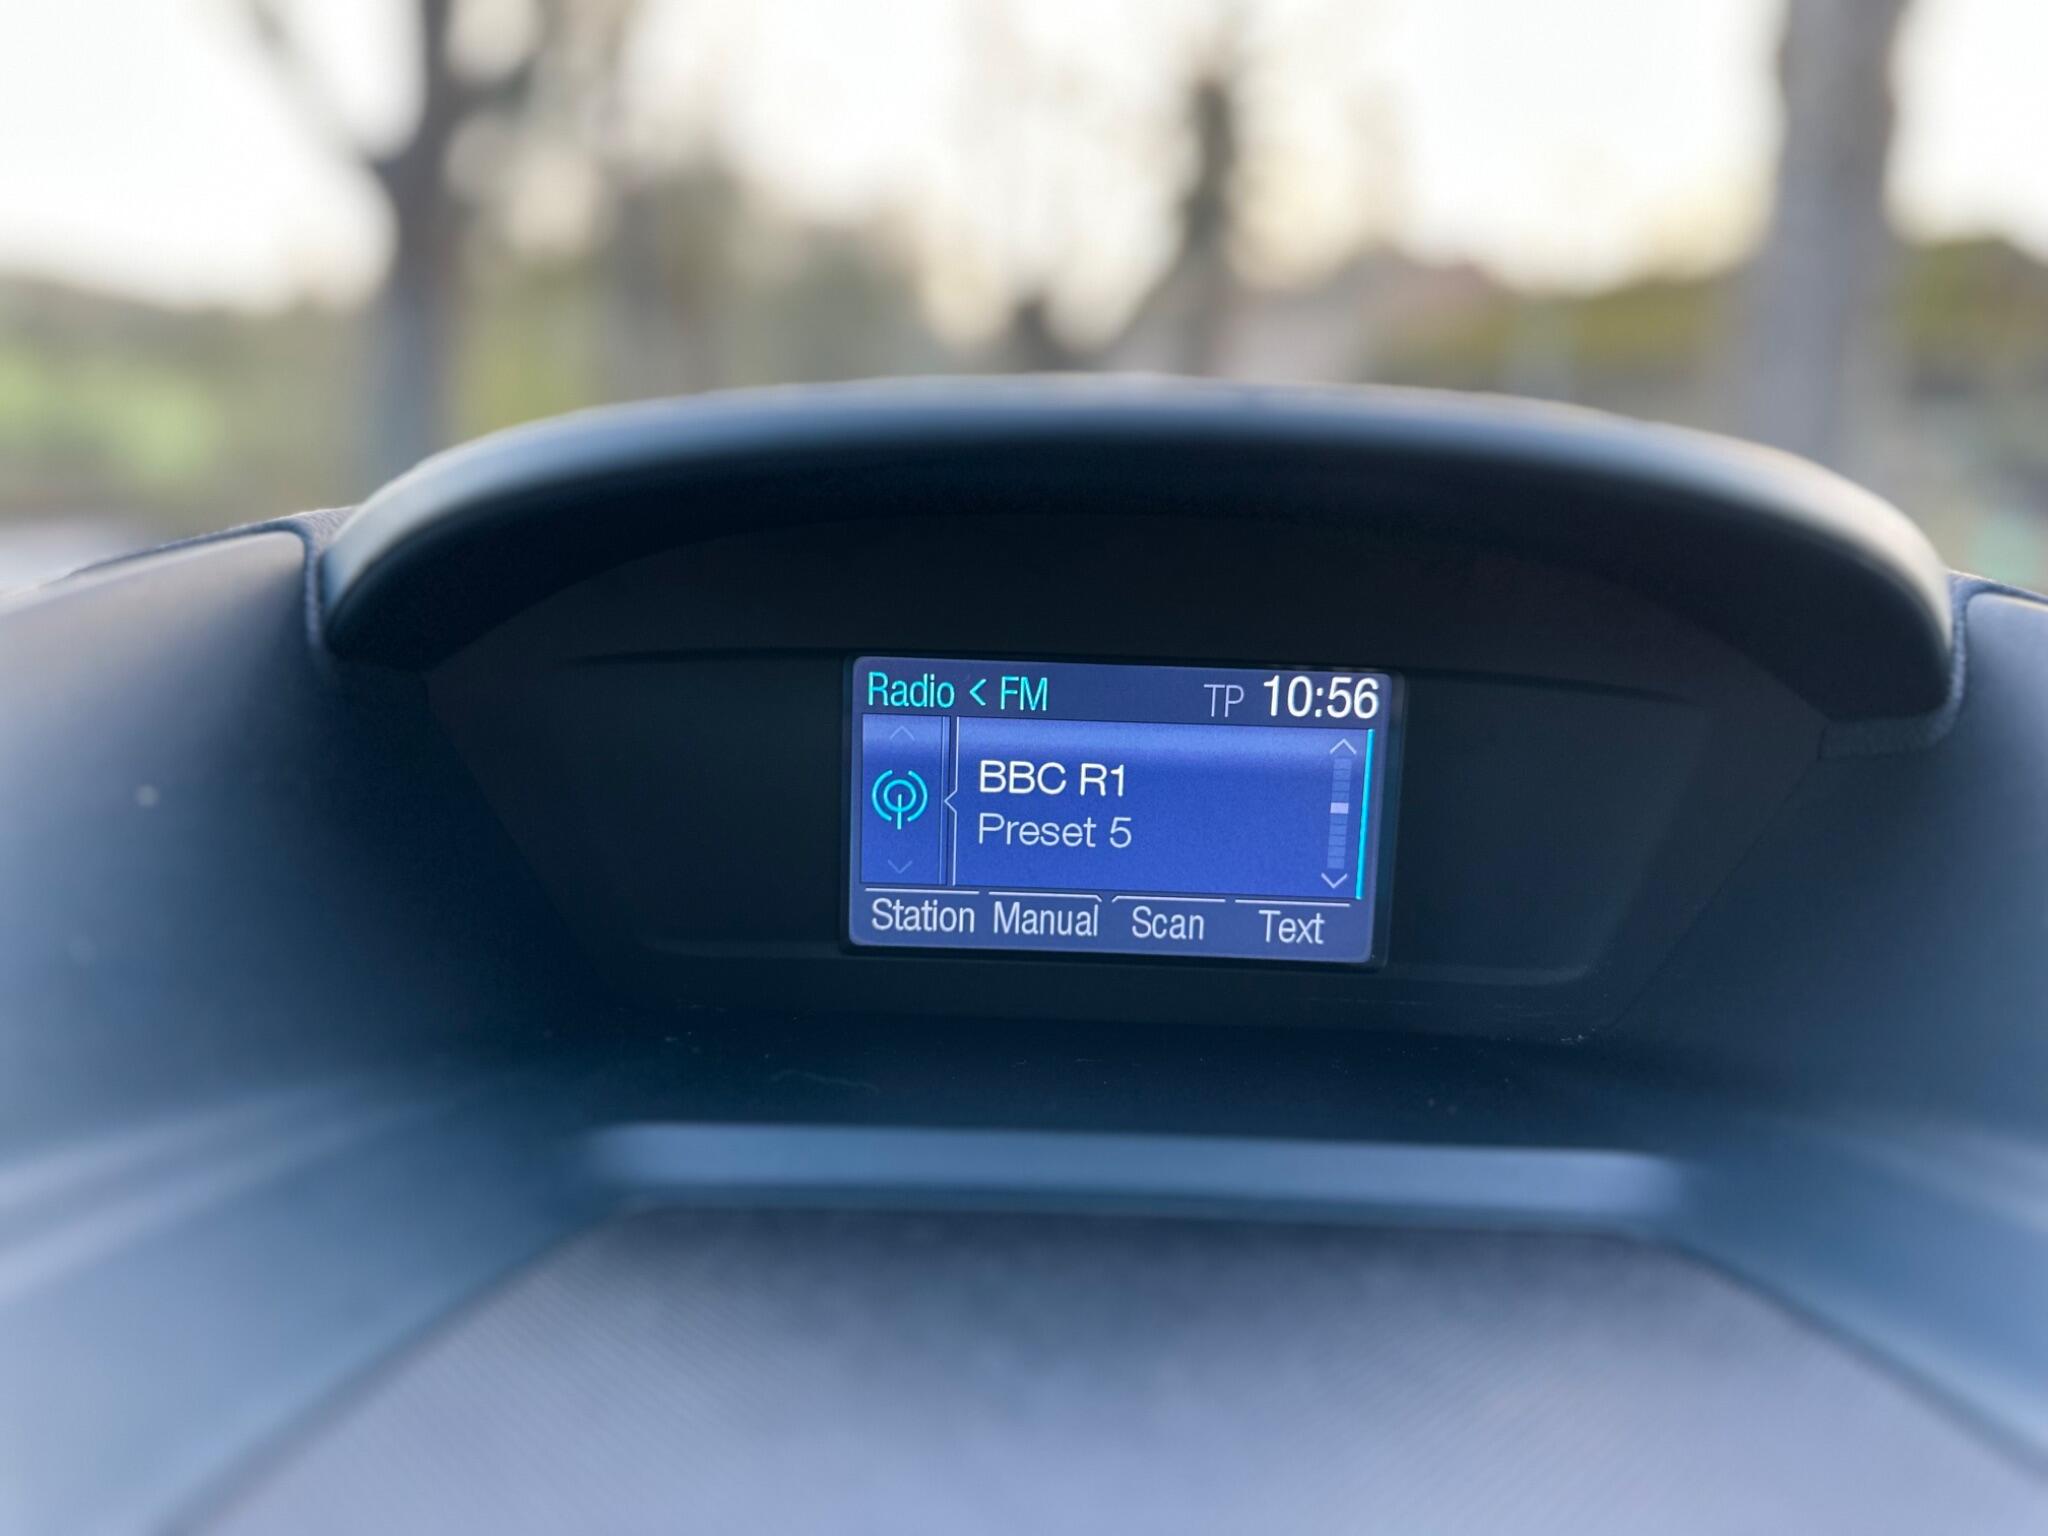 Radio < FM TP 10:56
BBC R1
Preset 5
Station Manual Scan Text